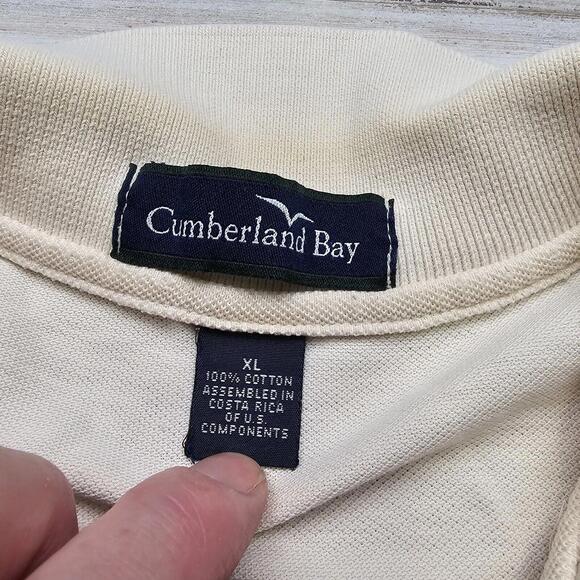 Cumberland Bay
XL
100% COTTON
ASSEMBLED IN
COSTA RICA
OF U.S.
COMPONENTS